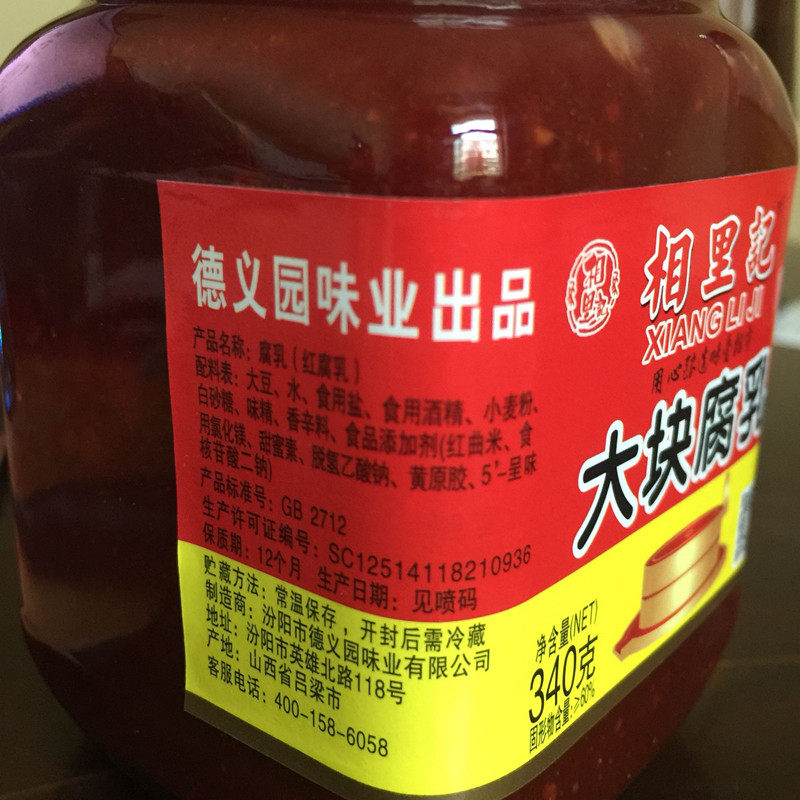 德义园味业出品
产品名称：腐乳（红腐乳）
配料表：大豆、水、食用盐、食用酒精、小麦粉、
白砂糖、味精、香辛料、食品添加剂(红曲米、食
用氯化镁、甜蜜素、脱氢乙酸钠、黄原胶、5'-呈味
核苷酸二钠)
产品标准号：GB 2712
生产许可证编号：SC12514118210936
保质期：12个月 生产日期：见喷码
贮藏方法：常温保存，开封后需冷藏
制造商：汾阳市德义园味业有限公司
地址：汾阳市英雄北路118号
产地：山西省吕梁市
客服电话：400-158-6058
相里記
XIANG LI JI
大块腐乳
净含量(NET)
340克
固形物含量:≥60%